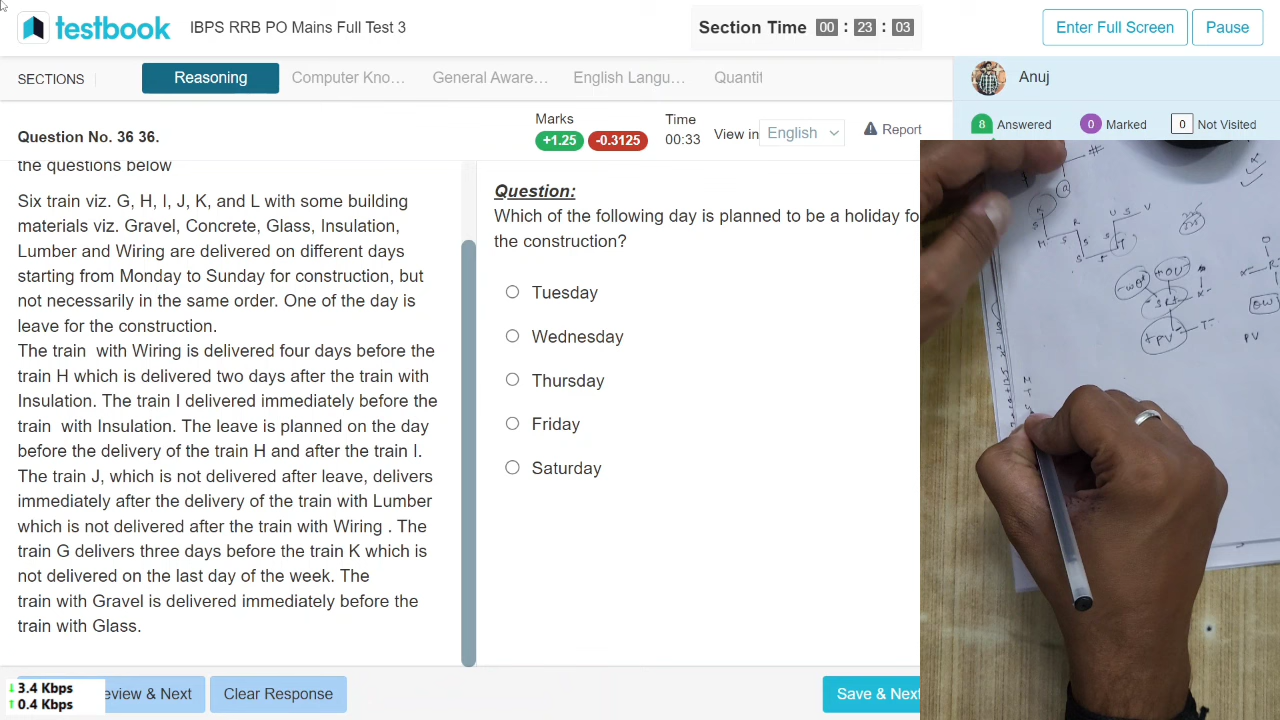 testbook
IBPS RRB PO Mains Full Test 3
Section Time 00 : 23 : 03
Enter Full Screen
Pause
SECTIONS
Reasoning
Computer Kno...
General Aware...
English Langu...
Quantit
Anuj
8 Answered
0 Marked
0 Not Visited
Question No. 36 36.
Marks
+1.25 -0.3125
Time
00:33
View in English
Report
the questions below
Six train viz. G, H, I, J, K, and L with some building
materials viz. Gravel, Concrete, Glass, Insulation,
Lumber and Wiring are delivered on different days
starting from Monday to Sunday for construction, but
not necessarily in the same order. One of the day is
leave for the construction.
The train with Wiring is delivered four days before the
train H which is delivered two days after the train with
Insulation. The train I delivered immediately before the
train with Insulation. The leave is planned on the day
before the delivery of the train H and after the train I.
The train J, which is not delivered after leave, delivers
immediately after the delivery of the train with Lumber
which is not delivered after the train with Wiring . The
train G delivers three days before the train K which is
not delivered on the last day of the week. The
train with Gravel is delivered immediately before the
train with Glass.
Question:
Which of the following day is planned to be a holiday fo
the construction?
Tuesday
Wednesday
Thursday
Friday
Saturday
eview & Next
Clear Response
Save & Nex
3.4 Kbps
0.4 Kbps